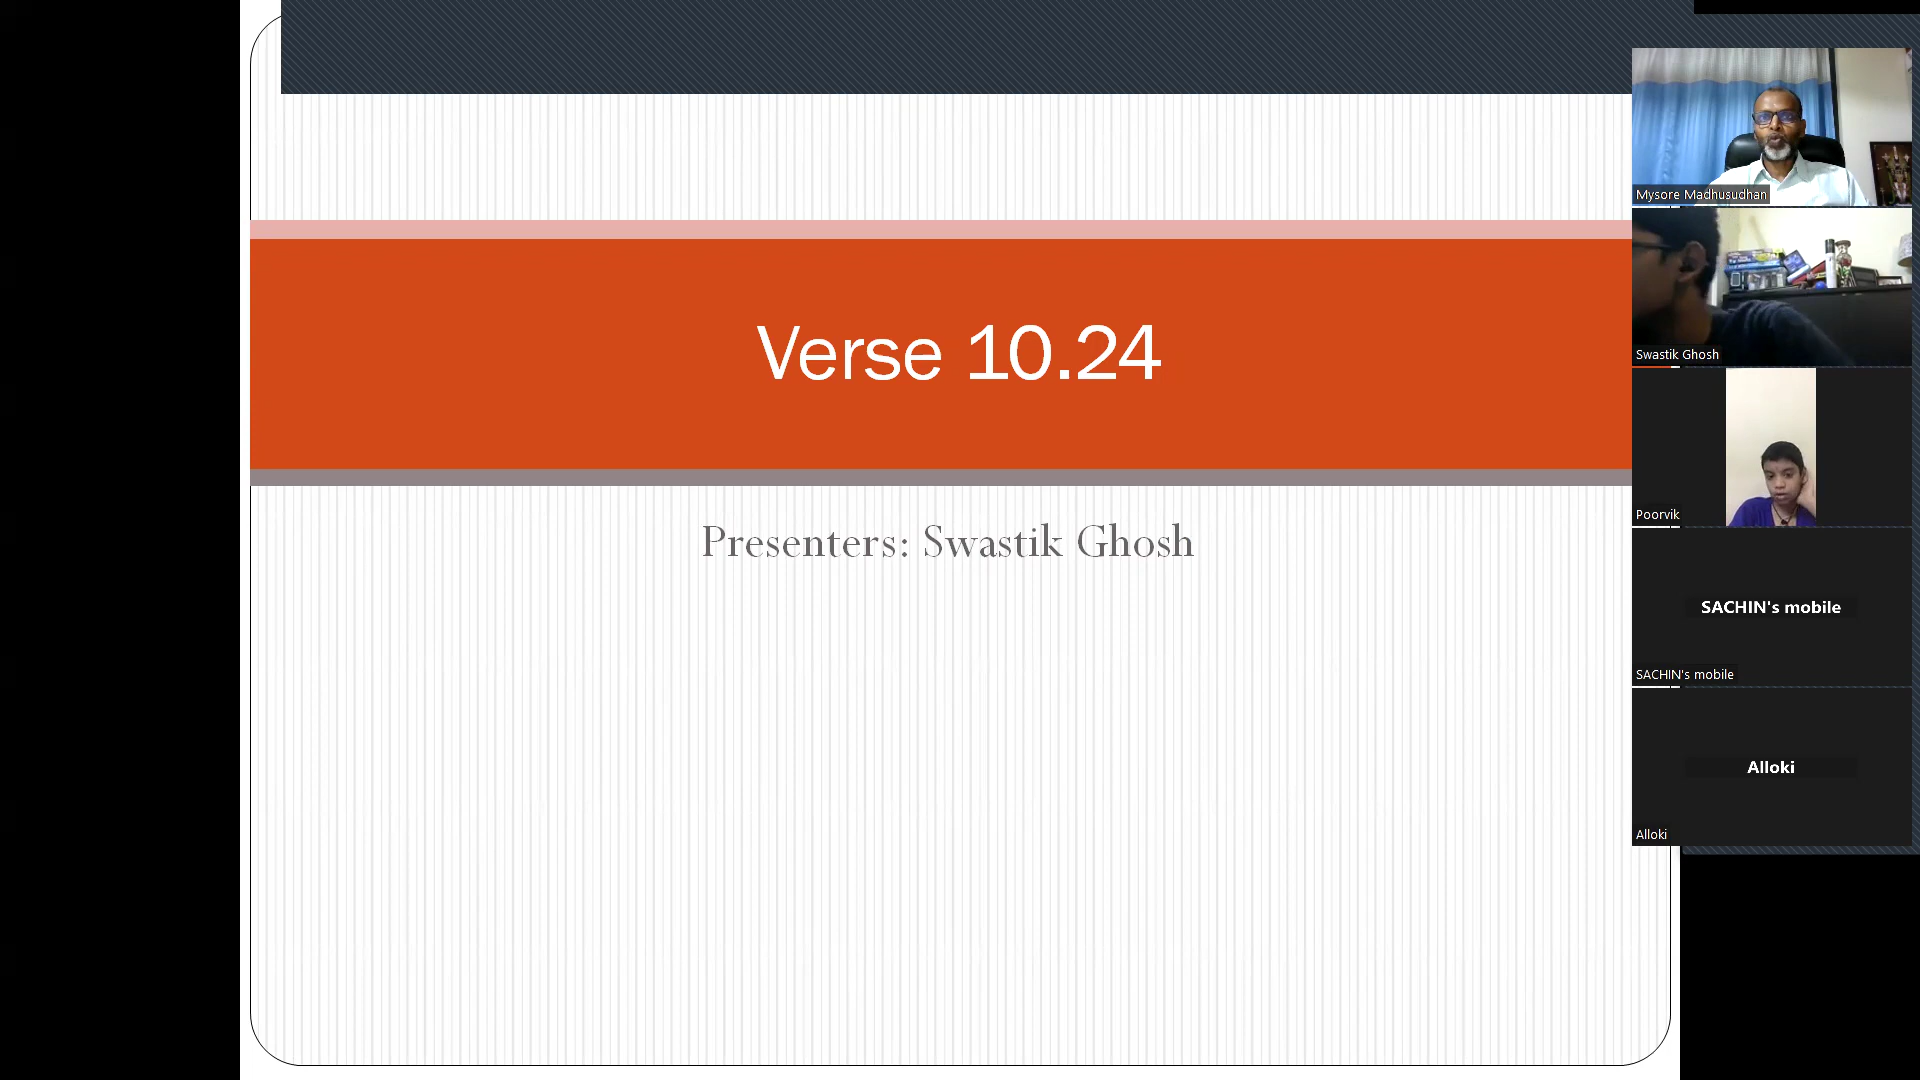 Verse 10.24
Presenters: Swastik Ghosh
Mysore Madhusudhan
Swastik Ghosh
Poorvik
SACHIN's mobile
SACHIN's mobile
Alloki
Alloki